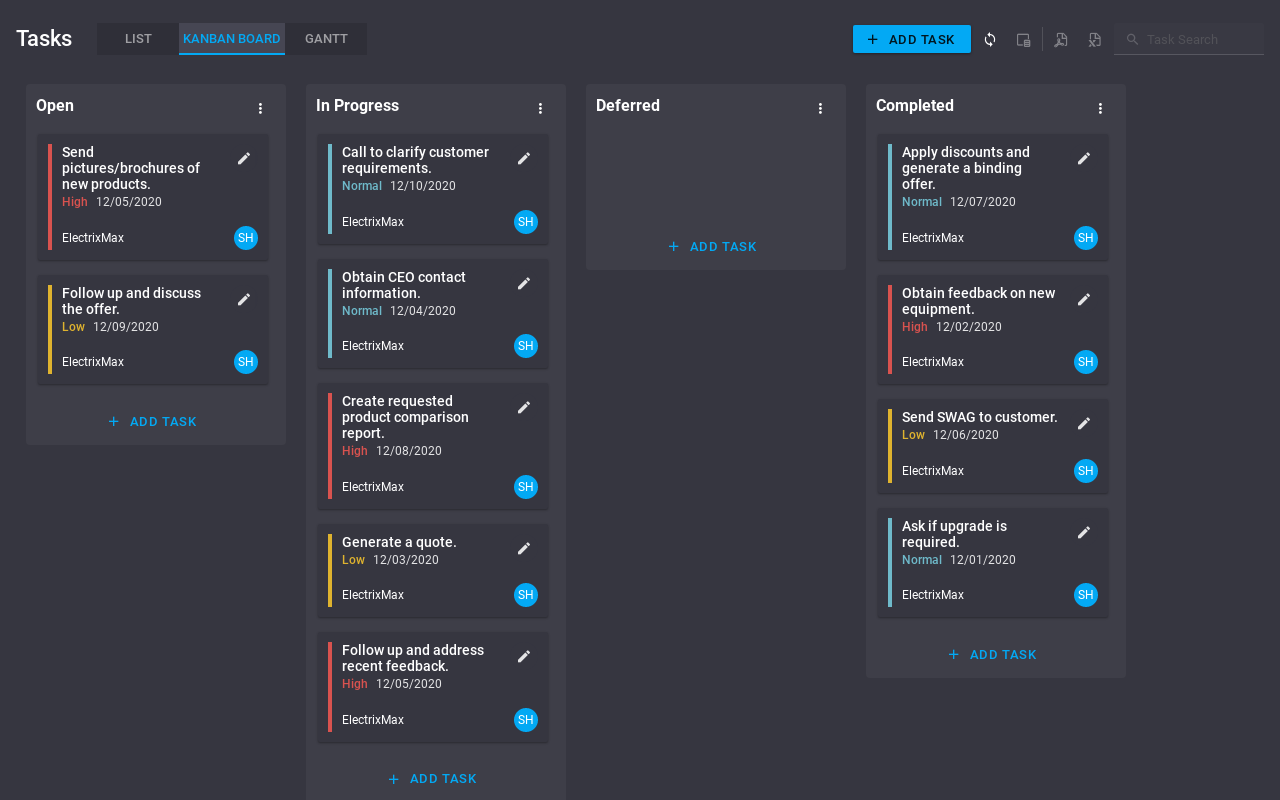 Tasks
LIST
KANBAN BOARD
GANTT
ADD TASK
Task Search
Open
Send
pictures/brochures of
new products.
High 12/05/2020
ElectrixMax
SH
Follow up and discuss
the offer.
Low 12/09/2020
ElectrixMax
SH
ADD TASK
In Progress
Call to clarify customer
requirements.
Normal 12/10/2020
ElectrixMax
SH
Obtain CEO contact
information.
Normal 12/04/2020
ElectrixMax
SH
Create requested
product comparison
report.
High 12/08/2020
ElectrixMax
SH
Generate a quote.
Low 12/03/2020
ElectrixMax
SH
Follow up and address
recent feedback.
High 12/05/2020
ElectrixMax
SH
ADD TASK
Deferred
ADD TASK
Completed
Apply discounts and
generate a binding
offer.
Normal 12/07/2020
ElectrixMax
SH
Obtain feedback on new
equipment.
High 12/02/2020
ElectrixMax
SH
Send SWAG to customer.
Low 12/06/2020
ElectrixMax
SH
Ask if upgrade is
required.
Normal 12/01/2020
ElectrixMax
SH
ADD TASK